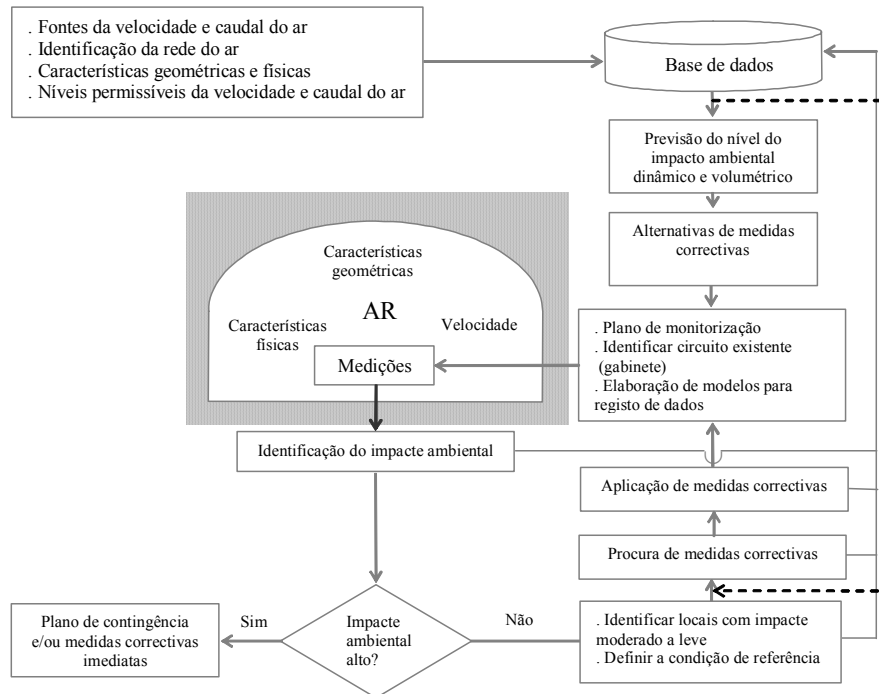 . Fontes da velocidade e caudal do ar
. Identificação da rede do ar
. Características geométricas e físicas
. Níveis permissíveis da velocidade e caudal do ar
Base de dados
Previsão do nível do
impacto ambiental
dinâmico e volumétrico
Alternativas de medidas
correctivas
Características
geométricas
AR
Características
físicas
Velocidade
Medições
. Plano de monitorização
. Identificar circuito existente
(gabinete)
. Elaboração de modelos para
registo de dados
Identificação do impacte ambiental
Aplicação de medidas correctivas
Procura de medidas correctivas
Plano de contingência
e/ou medidas correctivas
imediatas
Sim
Impacte
ambiental
alto?
Não
. Identificar locais com impacte
moderado a leve
. Definir a condição de referência